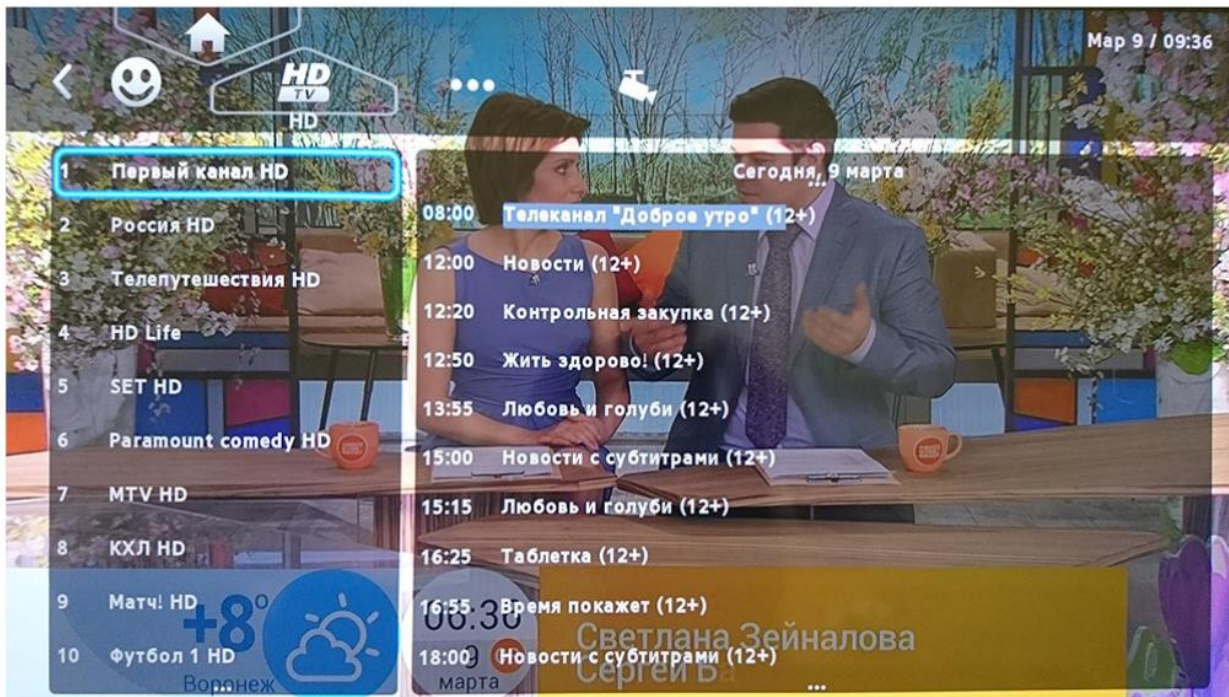 Мар 9 / 09:36
HD
TV
HD
1 Первый канал HD
2 Россия HD
3 Телепутешествия HD
4 HD Life
5 SET HD
6 Paramount comedy HD
7 MTV HD
8 КХЛ HD
9 Матч! HD
10 Футбол 1 HD
...
Сегодня, 9 марта
...
08:00 Телеканал "Доброе утро" (12+)
12:00 Новости (12+)
12:20 Контрольная закупка (12+)
12:50 Жить здорово! (12+)
13:55 Любовь и голуби (12+)
15:00 Новости с субтитрами (12+)
15:15 Любовь и голуби (12+)
16:25 Таблетка (12+)
16:55 Время покажет (12+)
18:00 Новости с субтитрами (12+)
...
+8°
Воронеж
06:30
9
марта
Светлана Зейналова
Сергей